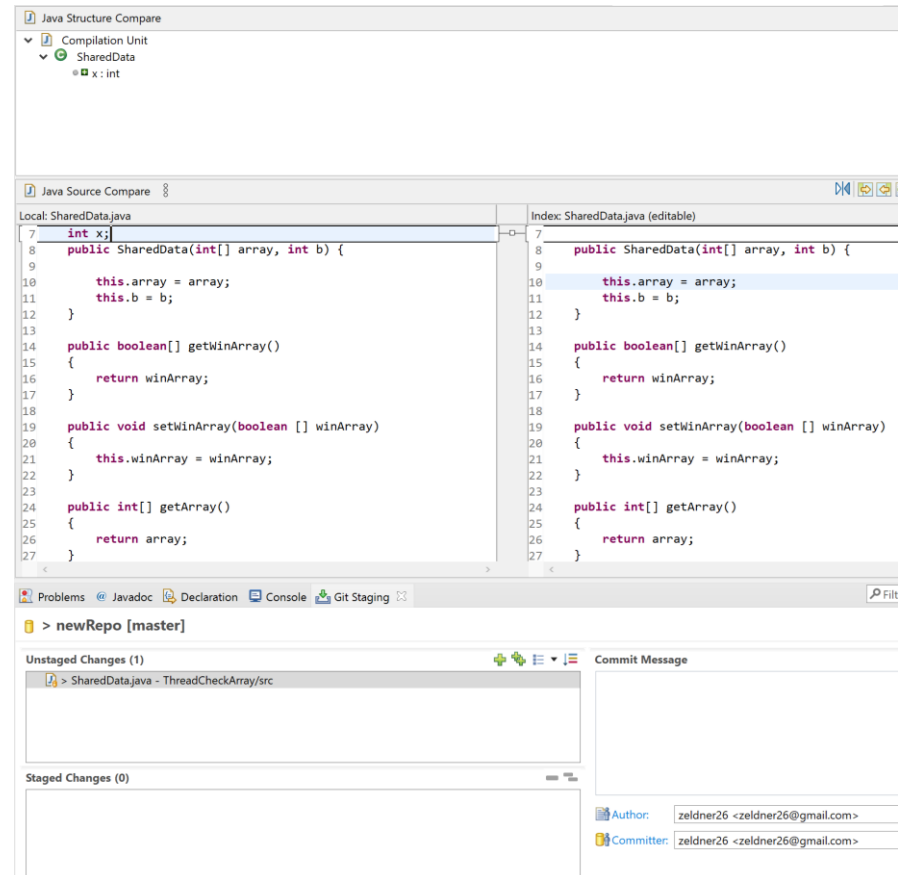 Java Structure Compare
Compilation Unit
SharedData
x : int
Java Source Compare
Local: SharedData.java
7 int x;
8 public SharedData(int[] array, int b) {
9
10 this.array = array;
11 this.b = b;
12 }
13
14 public boolean[] getWinArray()
15 {
16 return winArray;
17 }
18
19 public void setWinArray(boolean [] winArray)
20 {
21 this.winArray = winArray;
22 }
23
24 public int[] getArray()
25 {
26 return array;
27 }
Index: SharedData.java (editable)
7
8 public SharedData(int[] array, int b) {
9
10 this.array = array;
11 this.b = b;
12 }
13
14 public boolean[] getWinArray()
15 {
16 return winArray;
17 }
18
19 public void setWinArray(boolean [] winArray)
20 {
21 this.winArray = winArray;
22 }
23
24 public int[] getArray()
25 {
26 return array;
27 }
Problems @ Javadoc Declaration Console Git Staging
Filt
> newRepo [master]
Unstaged Changes (1)
> SharedData.java - ThreadCheckArray/src
Staged Changes (0)
Commit Message
Author: zeldner26 <zeldner26@gmail.com>
Committer: zeldner26 <zeldner26@gmail.com>